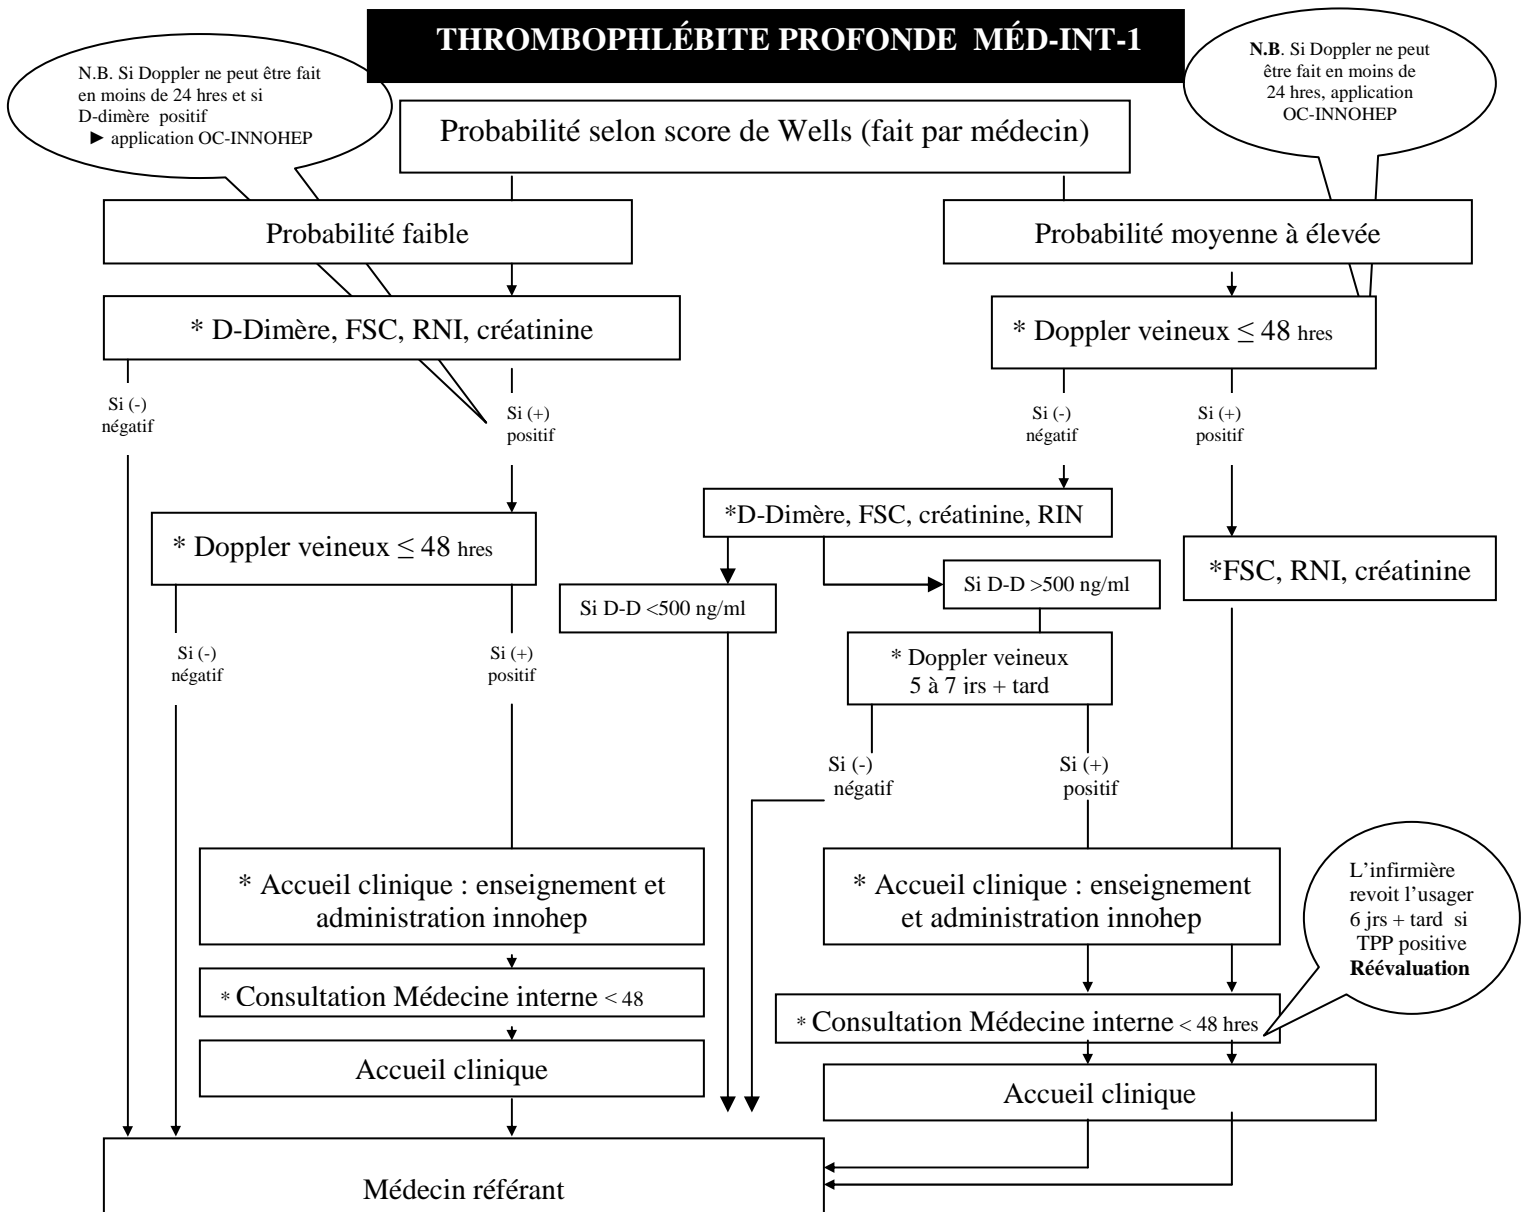 THROMBOPHLÉBITE PROFONDE MÉD-INT-1
N.B. Si Doppler ne peut être fait
en moins de 24 hres et si
D-dimère positif
► application OC-INNOHEP
N.B. Si Doppler ne peut
être fait en moins de
24 hres, application
OC-INNOHEP
Probabilité selon score de Wells (fait par médecin)
Probabilité faible
Probabilité moyenne à élevée
* D-Dimère, FSC, RNI, créatinine
* Doppler veineux ≤ 48 hres
Si (-)
négatif
Si (+)
positif
Si (-)
négatif
Si (+)
positif
*D-Dimère, FSC, créatinine, RIN
* Doppler veineux ≤ 48 hres
*FSC, RNI, créatinine
Si D-D <500 ng/ml
Si D-D >500 ng/ml
Si (-)
négatif
Si (+)
positif
* Doppler veineux
5 à 7 jrs + tard
Si (-)
négatif
Si (+)
positif
* Accueil clinique : enseignement et
administration innohep
* Accueil clinique : enseignement
et administration innohep
L'infirmière
revoit l'usager
6 jrs + tard si
TPP positive
Réévaluation
* Consultation Médecine interne < 48
* Consultation Médecine interne < 48 hres
Accueil clinique
Accueil clinique
Médecin référant